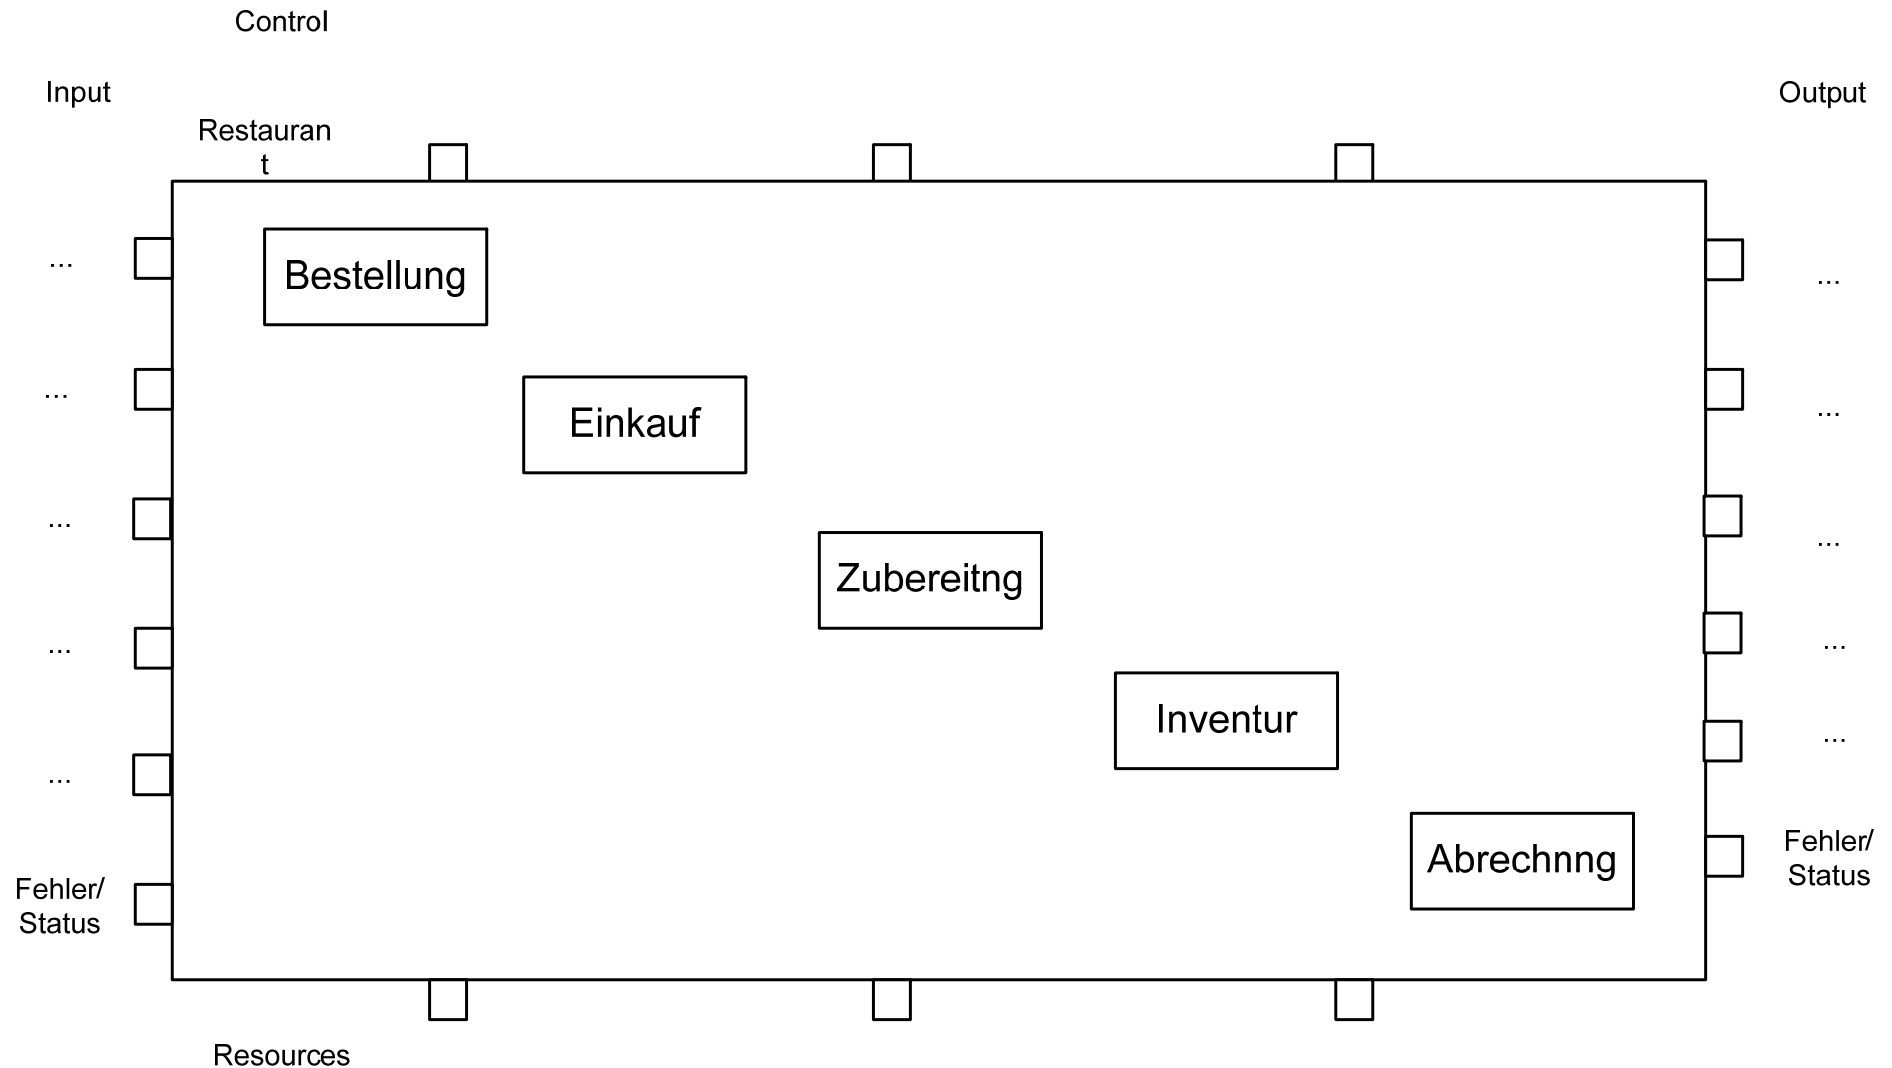 Control
Input
Output
Restauran
t
...
Bestellung
...
...
Einkauf
...
...
Zubereitng
...
...
Inventur
...
...
...
Fehler/
Status
Abrechnng
Fehler/
Status
Resources